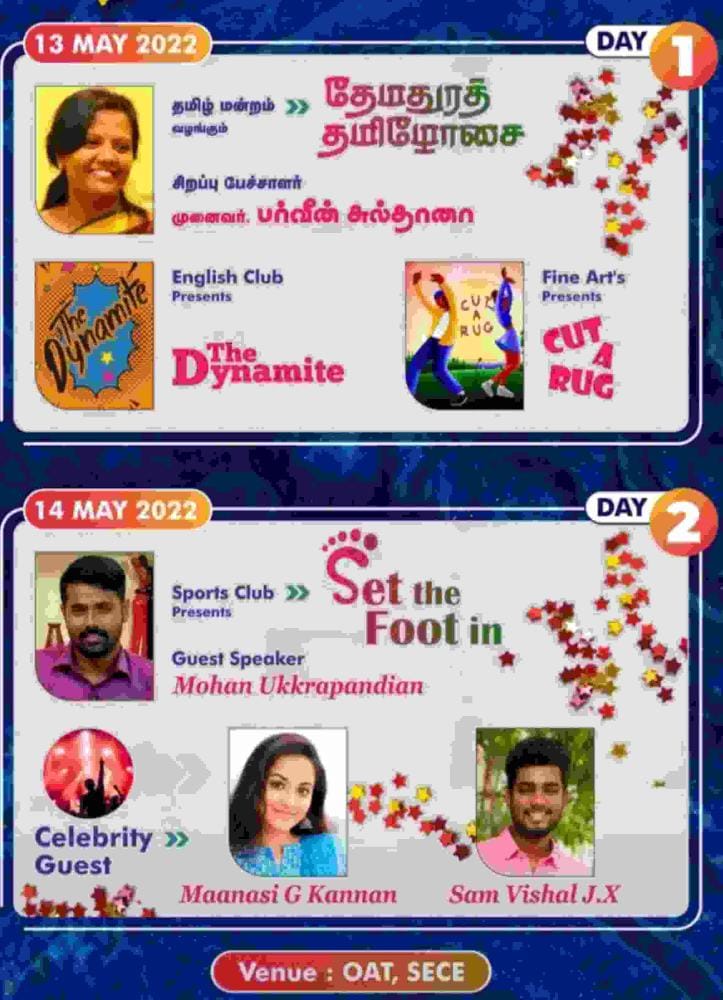 13 MAY 2022
DAY 1
தமிழ் மன்றம் »
வழங்கும்
தேமதுரத்
தமிழோசை
சிறப்பு பேச்சாளர்
முனைவர். பர்வீன் சுல்தானா
The
Dynamite
English Club
Presents
The
Dynamite
CUT
A
RUG
Fine Art's
Presents
CUT
A
RUG
14 MAY 2022
DAY 2
Sports Club »
Presents
Set the
Foot in
Guest Speaker
Mohan Ukkrapandian
Celebrity »
Guest
Maanasi G Kannan
Sam Vishal J.X
Venue : OAT, SECE